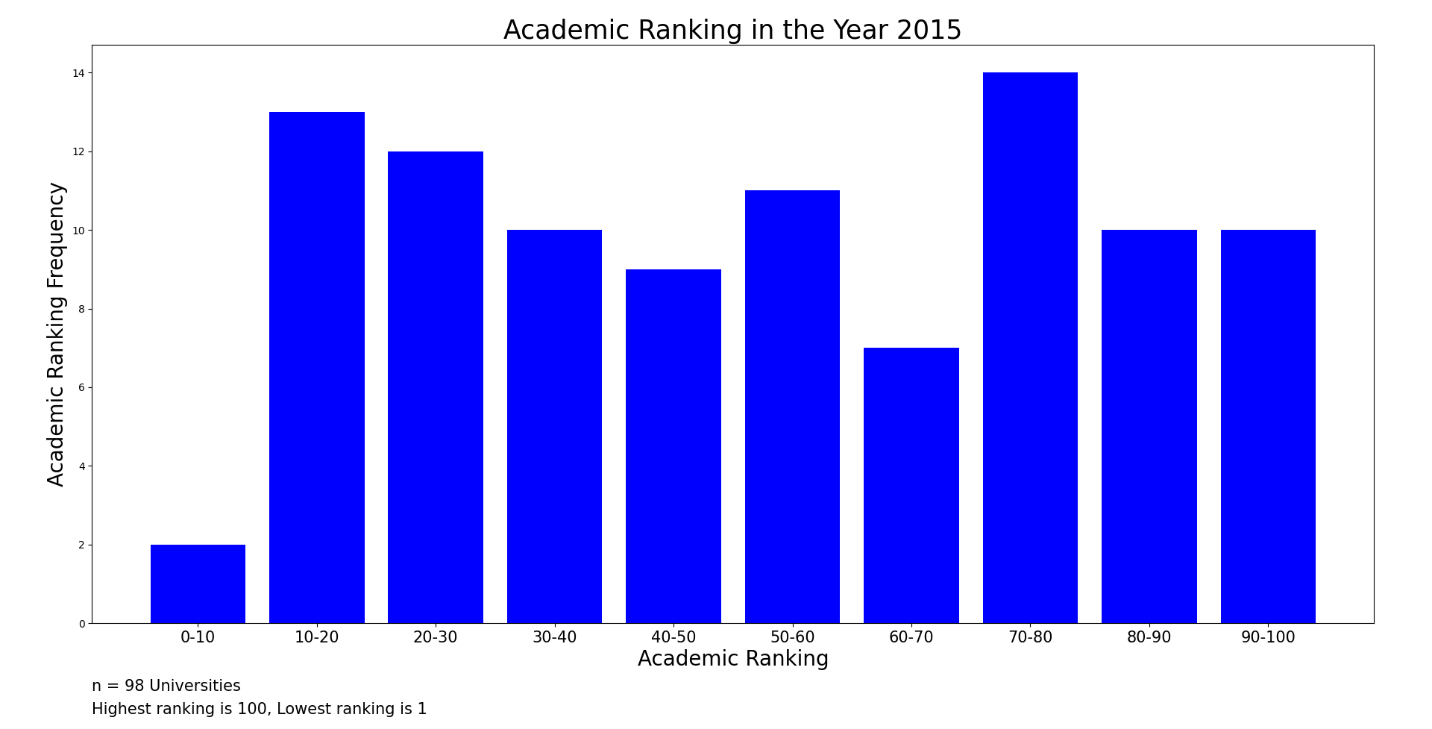 Academic Ranking in the Year 2015
Academic Ranking Frequency
14
12
10
8
6
4
2
0
0-10 10-20 20-30 30-40 40-50 50-60 60-70 70-80 80-90 90-100
Academic Ranking
n = 98 Universities
Highest ranking is 100, Lowest ranking is 1